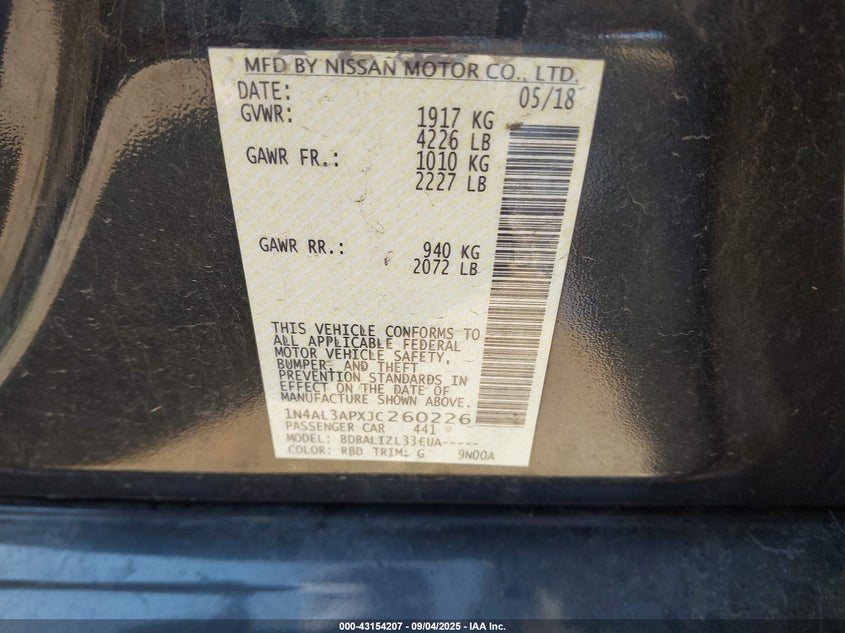 MFD BY NISSAN MOTOR CO., LTD.
DATE: 05/18
GVWR: 1917 KG
4226 LB
GAWR FR.: 1010 KG
2227 LB
GAWR RR.: 940 KG
2072 LB
THIS VEHICLE CONFORMS TO
ALL APPLICABLE FEDERAL
MOTOR VEHICLE SAFETY,
BUMPER, AND THEFT
PREVENTION STANDARDS IN
EFFECT ON THE DATE OF
MANUFACTURE SHOWN ABOVE.
1N4AL3APXJC260226
PASSENGER CAR 441
MODEL: BDBALIZL33EUA-----
COLOR: RBD TRIM: G 9N00A
000-43154207 - 09/04/2025 - IAA Inc.